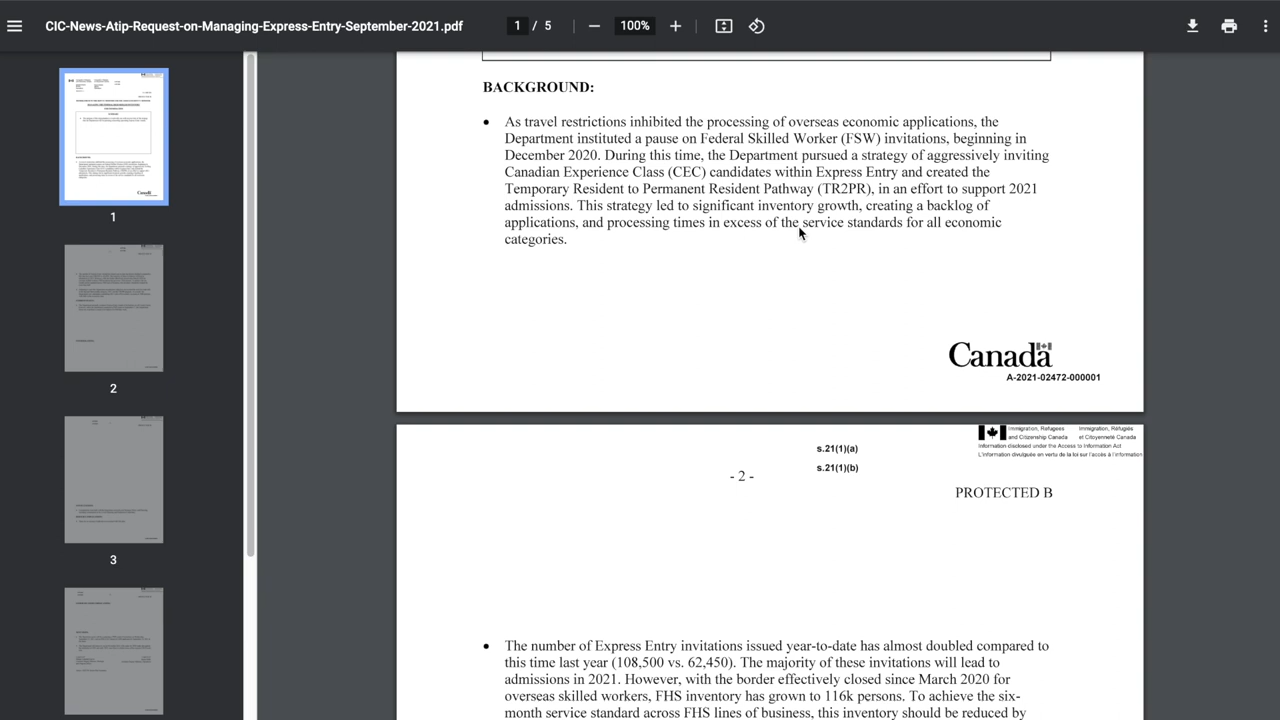 CIC-News-Atip-Request-on-Managing-Express-Entry-September-2021.pdf
1 / 5
100%
BACKGROUND:
• As travel restrictions inhibited the processing of overseas economic applications, the
Department instituted a pause on Federal Skilled Worker (FSW) invitations, beginning in
December 2020. During this time, the Department pursued a strategy of aggressively inviting
Canadian Experience Class (CEC) candidates within Express Entry and created the
Temporary Resident to Permanent Resident Pathway (TR2PR), in an effort to support 2021
admissions. This strategy led to significant inventory growth, creating a backlog of
applications, and processing times in excess of the service standards for all economic
categories.
Canada
A-2021-02472-000001
Immigration, Refugees Immigration, Réfugiés
and Citizenship Canada et Citoyenneté Canada
Information disclosed under the Access to Information Act
L'information divulguée en vertu de la loi sur l'accès à l'information
s.21(1)(a)
s.21(1)(b)
- 2 -
PROTECTED B
• The number of Express Entry invitations issued year-to-date has almost doubled compared to
this time last year (108,500 vs. 62,450). The majority of these invitations will lead to
admissions in 2021. However, with the border effectively closed since March 2020 for
overseas skilled workers, FHS inventory has grown to 116k persons. To achieve the six-
month service standard across FHS lines of business, this inventory should be reduced by
1
2
3